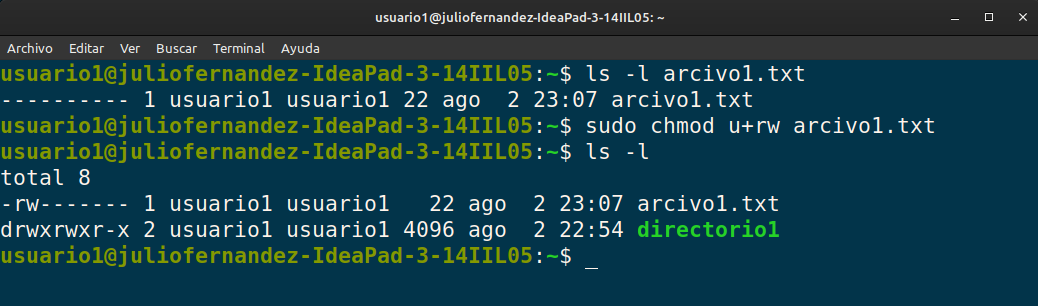 usuario1@juliofernandez-IdeaPad-3-14IIL05: ~
Archivo Editar Ver Buscar Terminal Ayuda
usuario1@juliofernandez-IdeaPad-3-14IIL05:~$ ls -l arcivo1.txt
---------- 1 usuario1 usuario1 22 ago  2 23:07 arcivo1.txt
usuario1@juliofernandez-IdeaPad-3-14IIL05:~$ sudo chmod u+rw arcivo1.txt
usuario1@juliofernandez-IdeaPad-3-14IIL05:~$ ls -l
total 8
-rw------- 1 usuario1 usuario1   22 ago  2 23:07 arcivo1.txt
drwxrwxr-x 2 usuario1 usuario1 4096 ago  2 22:54 directorio1
usuario1@juliofernandez-IdeaPad-3-14IIL05:~$ _